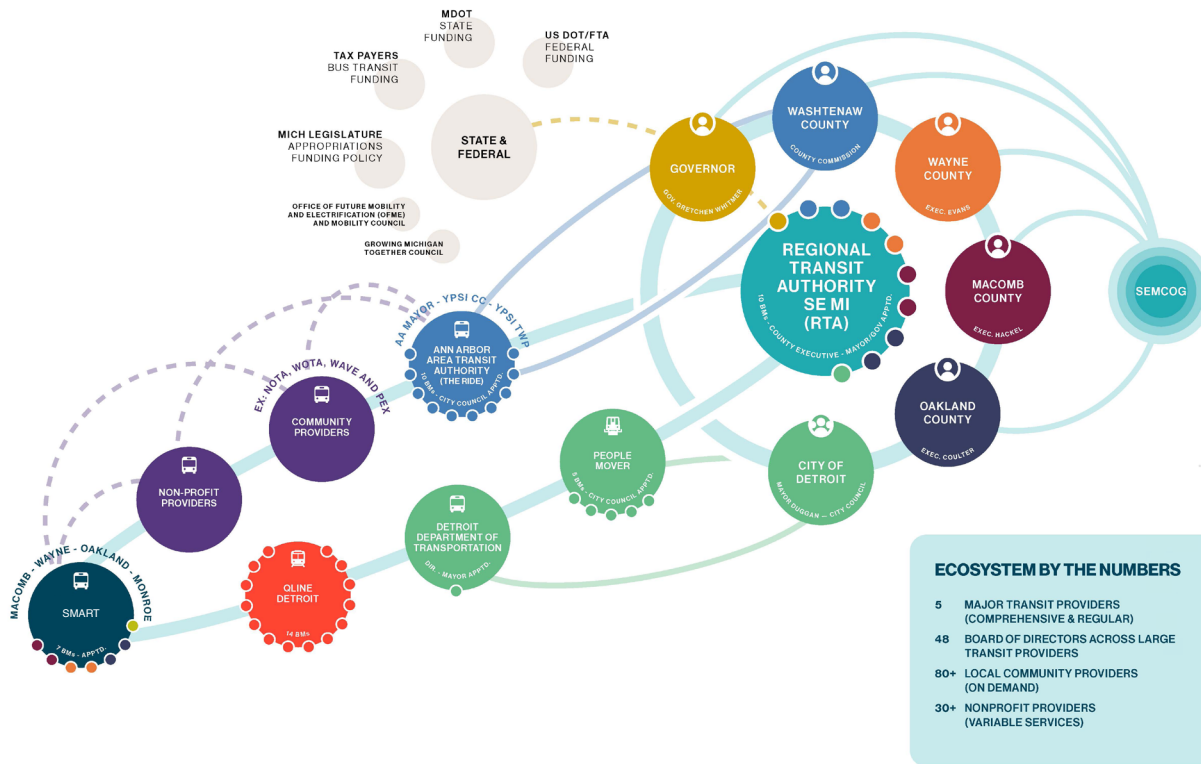 MDOT
STATE
FUNDING
US DOT/FTA
FEDERAL
FUNDING
TAX PAYERS
BUS TRANSIT
FUNDING
STATE &
FEDERAL
MICH LEGISLATURE
APPROPRIATIONS
FUNDING POLICY
OFFICE OF FUTURE MOBILITY
AND ELECTRIFICATION (OFME)
AND MOBILITY COUNCIL
GROWING MICHIGAN
TOGETHER COUNCIL
GOVERNOR
GOV. GRETCHEN WHITMER
WASHTENAW
COUNTY
COUNTY COMMISSION
WAYNE
COUNTY
EXEC. EVANS
REGIONAL
TRANSIT
AUTHORITY
SE MI
(RTA)
10 BMs - COUNTY EXECUTIVE - MAYOR/GOV APPTD.
MACOMB
COUNTY
EXEC. HACKEL
SEMCOG
OAKLAND
COUNTY
EXEC. COULTER
CITY OF
DETROIT
MAYOR DUGGAN — CITY COUNCIL
AA MAYOR - YPSI CC - YPSI TWP
ANN ARBOR
AREA TRANSIT
AUTHORITY
(THE RIDE)
10 BMs - CITY COUNCIL APPTD.
EX: NOTA, WOTA, WAVE AND PEX
COMMUNITY
PROVIDERS
NON-PROFIT
PROVIDERS
PEOPLE
MOVER
5 BMs - CITY COUNCIL APPTD.
DETROIT
DEPARTMENT OF
TRANSPORTATION
DIR. - MAYOR APPTD.
QLINE
DETROIT
14 BMs
MACOMB - WAYNE - OAKLAND - MONROE
SMART
7 BMs - APPTD.
ECOSYSTEM BY THE NUMBERS
5 MAJOR TRANSIT PROVIDERS
(COMPREHENSIVE & REGULAR)
48 BOARD OF DIRECTORS ACROSS LARGE
TRANSIT PROVIDERS
80+ LOCAL COMMUNITY PROVIDERS
(ON DEMAND)
30+ NONPROFIT PROVIDERS
(VARIABLE SERVICES)